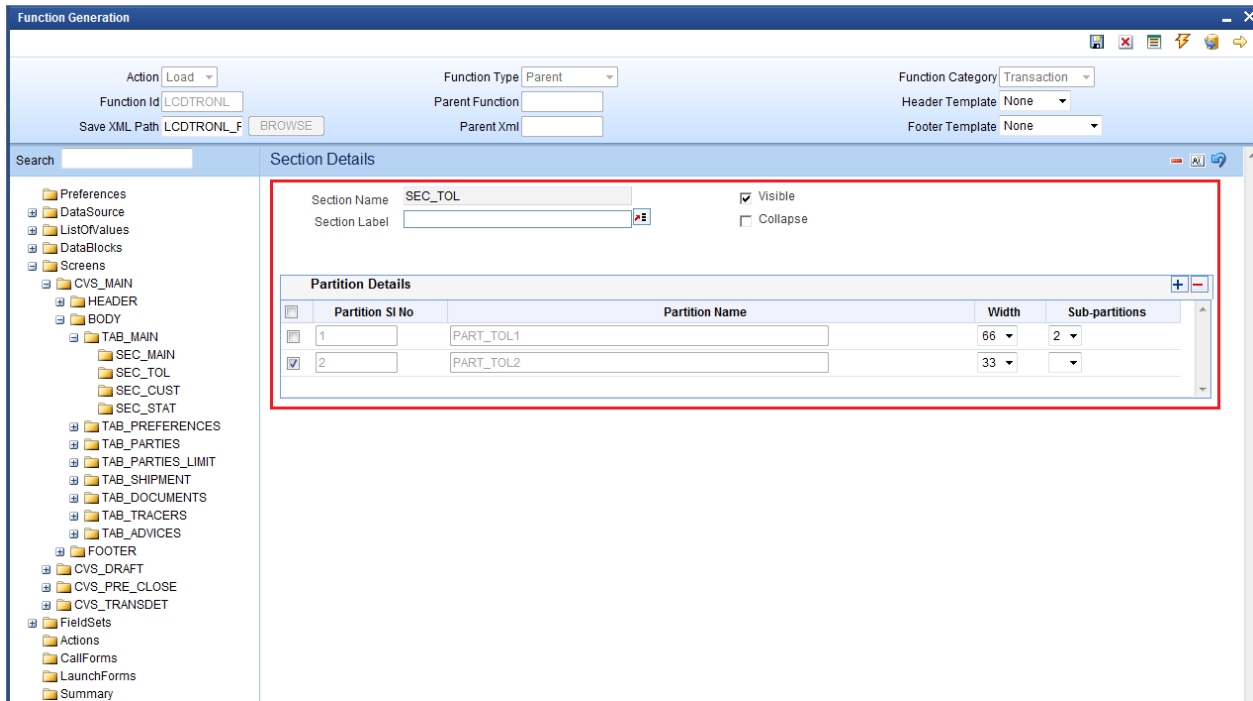 Function Generation
Action Load
Function Type Parent
Function Category Transaction
Function Id LCDTRONL
Parent Function
Header Template None
Save XML Path LCDTRONL_F BROWSE
Parent Xml
Footer Template None
Search
Section Details
Preferences
DataSource
ListOfValues
DataBlocks
Screens
CVS_MAIN
HEADER
BODY
TAB_MAIN
SEC_MAIN
SEC_TOL
SEC_CUST
SEC_STAT
TAB_PREFERENCES
TAB_PARTIES
TAB_PARTIES_LIMIT
TAB_SHIPMENT
TAB_DOCUMENTS
TAB_TRACERS
TAB_ADVICES
FOOTER
CVS_DRAFT
CVS_PRE_CLOSE
CVS_TRANSDET
FieldSets
Actions
CallForms
LaunchForms
Summary
Section Name SEC_TOL
Visible
Section Label
Collapse
Partition Details
Partition Sl No Partition Name Width Sub-partitions
1 PART_TOL1 66 2
2 PART_TOL2 33